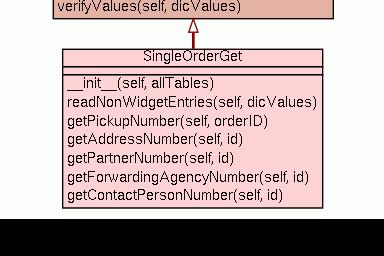 verifyValues(self, dicValues)
SingleOrderGet
__init__(self, allTables)
readNonWidgetEntries(self, dicValues)
getPickupNumber(self, orderID)
getAddressNumber(self, id)
getPartnerNumber(self, id)
getForwardingAgencyNumber(self, id)
getContactPersonNumber(self, id)